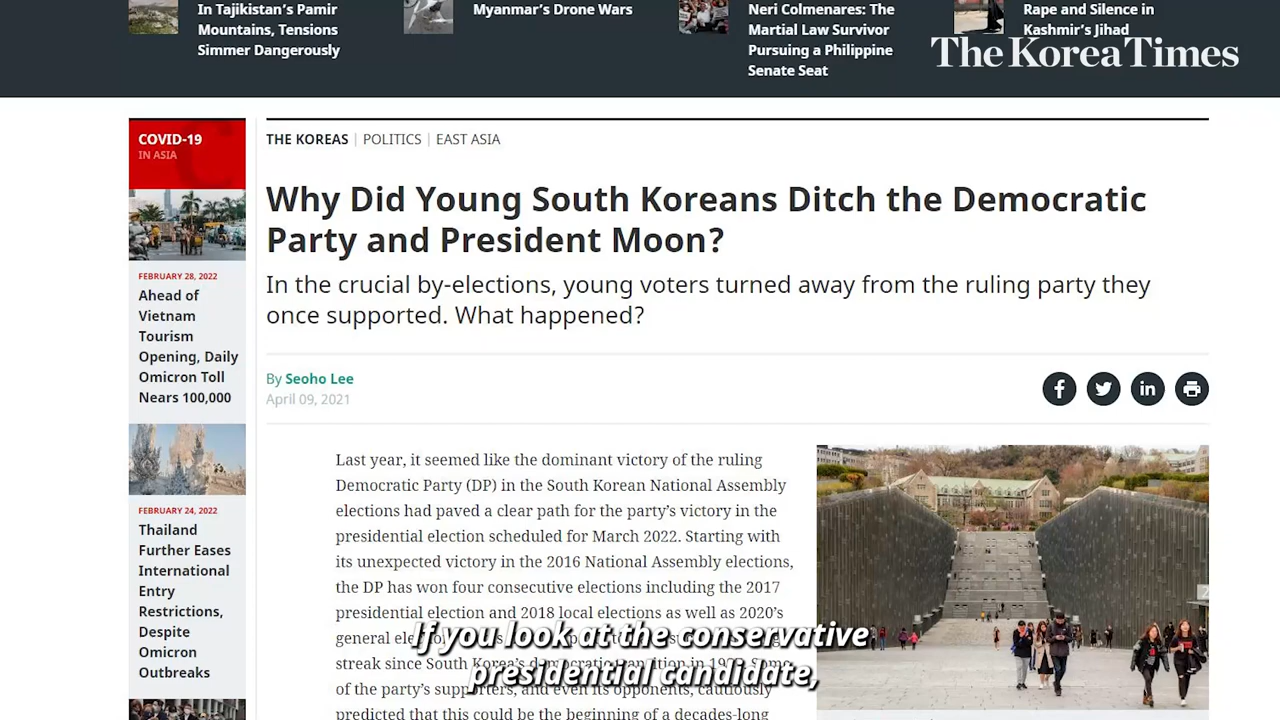 In Tajikistan's Pamir
Mountains, Tensions
Simmer Dangerously
Myanmar's Drone Wars
Neri Colmenares: The
Martial Law Survivor
Pursuing a Philippine
Senate Seat
Rape and Silence in
Kashmir's Jihad
The Korea Times
COVID-19
IN ASIA
FEBRUARY 28, 2022
Ahead of
Vietnam
Tourism
Opening, Daily
Omicron Toll
Nears 100,000
FEBRUARY 24, 2022
Thailand
Further Eases
International
Entry
Restrictions,
Despite
Omicron
Outbreaks
THE KOREAS | POLITICS | EAST ASIA
Why Did Young South Koreans Ditch the Democratic
Party and President Moon?
In the crucial by-elections, young voters turned away from the ruling party they
once supported. What happened?
By Seoho Lee
April 09, 2021
Last year, it seemed like the dominant victory of the ruling
Democratic Party (DP) in the South Korean National Assembly
elections had paved a clear path for the party's victory in the
presidential election scheduled for March 2022. Starting with
its unexpected victory in the 2016 National Assembly elections,
the DP has won four consecutive elections including the 2017
presidential election and 2018 local elections as well as 2020's
general
streak since South Korea's democratic transition in Some
of the party's supporters, and even its opponents, cautiously
predicted that this could be the beginning of a decades-long
If you look at the conservative
presidential candidate,